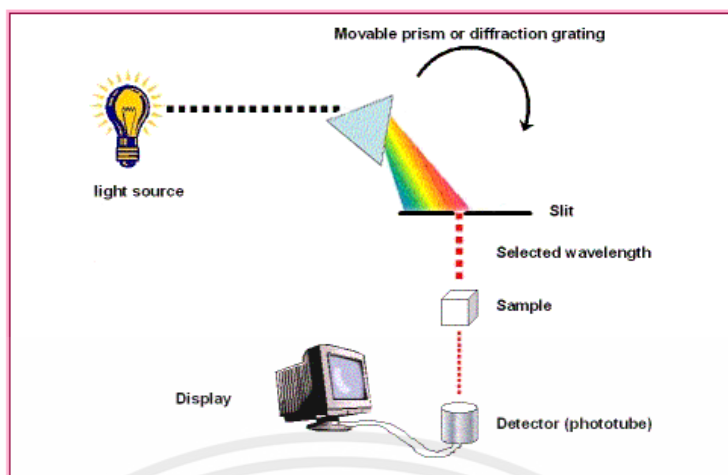 Movable prism or diffraction grating
light source
Slit
Selected wavelength
Sample
Display
Detector (phototube)